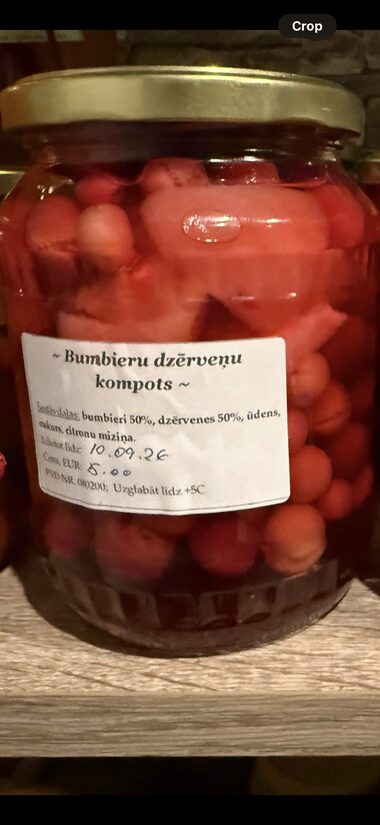 Crop
~ Bumbieru dzērveņu
kompots ~
Sastāvdaļas: bumbieri 50%, dzērvenes 50%, ūdens,
cukurs, citronu miziņa.
Izlietot līdz: 10.09.26
Cena, EUR 5.00
PVD NR. 080200; Uzglabāt līdz +5C